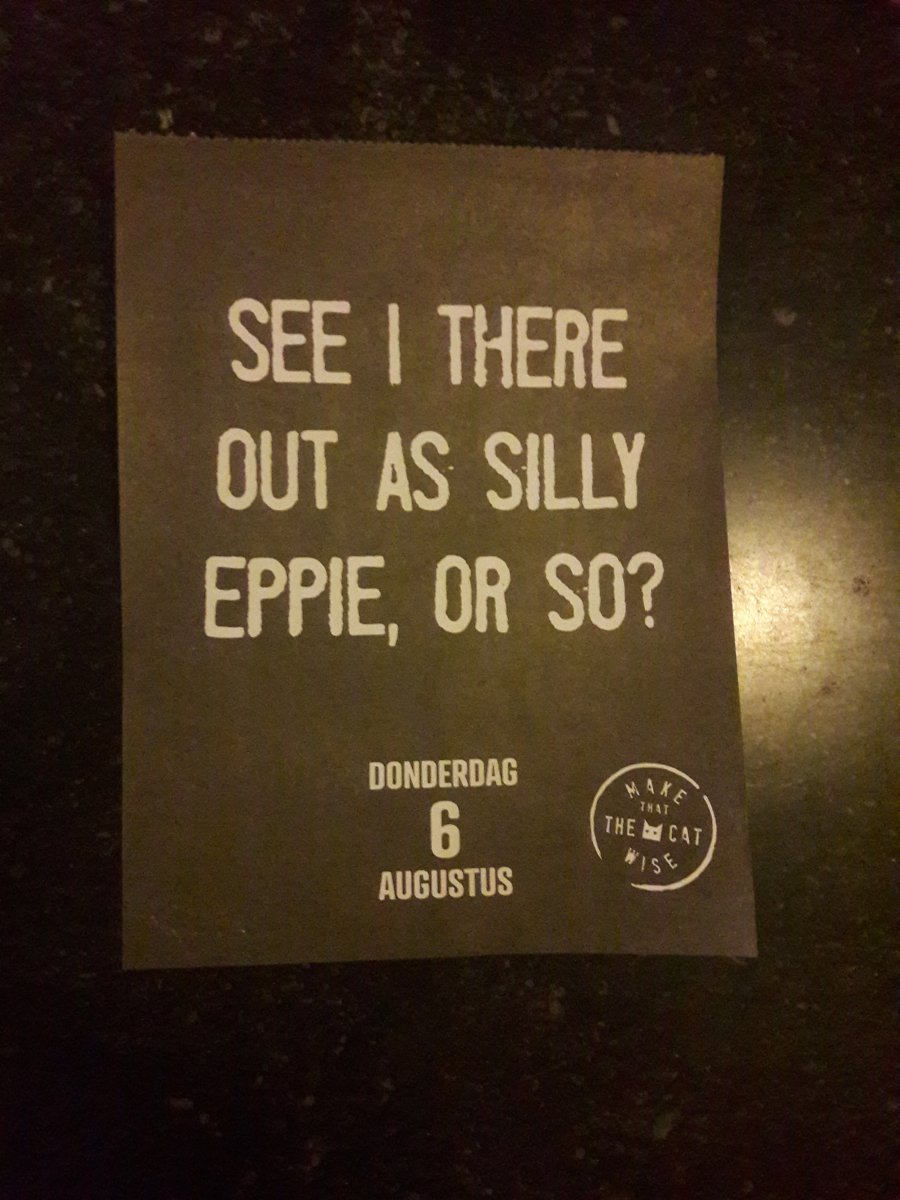 SEE I THERE
OUT AS SILLY
EPPIE, OR SO?
DONDERDAG
6
AUGUSTUS
MAKE
THAT
THE CAT
WISE